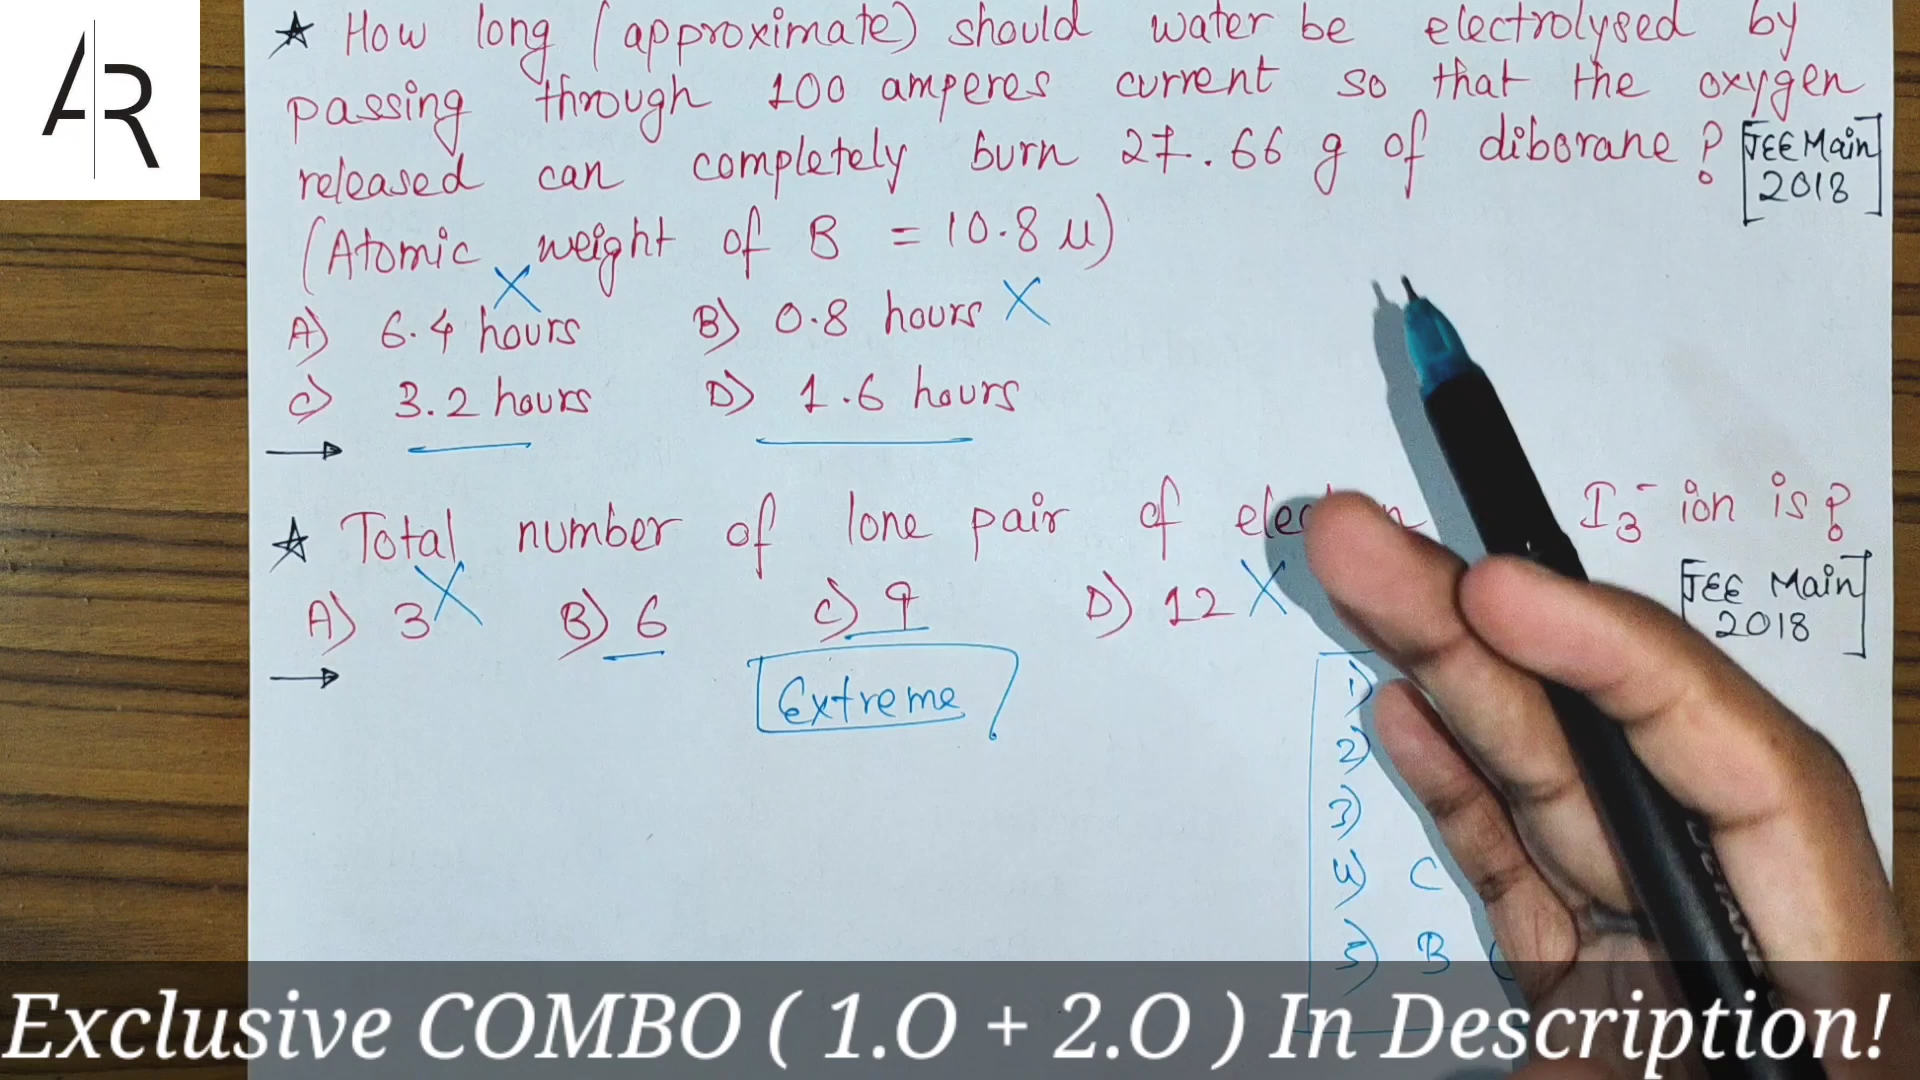 AR
★ How long (approximate) should water be electrolysed by
passing through 100 amperes current so that the oxygen
released can completely burn 27.66 g of diborane?
[JEE Main
2018]
(Atomic weight of B = 10.8 u)
A) 6.4 hours X B) 0.8 hours X
C) 3.2 hours D) 1.6 hours
→
★ Total number of lone pair of I3⁻ ion is?
A) 3 X B) 6 C) 9 D) 12 X
[JEE Main
2018]
→
Extreme
1)
2)
3)
4) C
5) B
Exclusive COMBO ( 1.O + 2.O ) In Description!